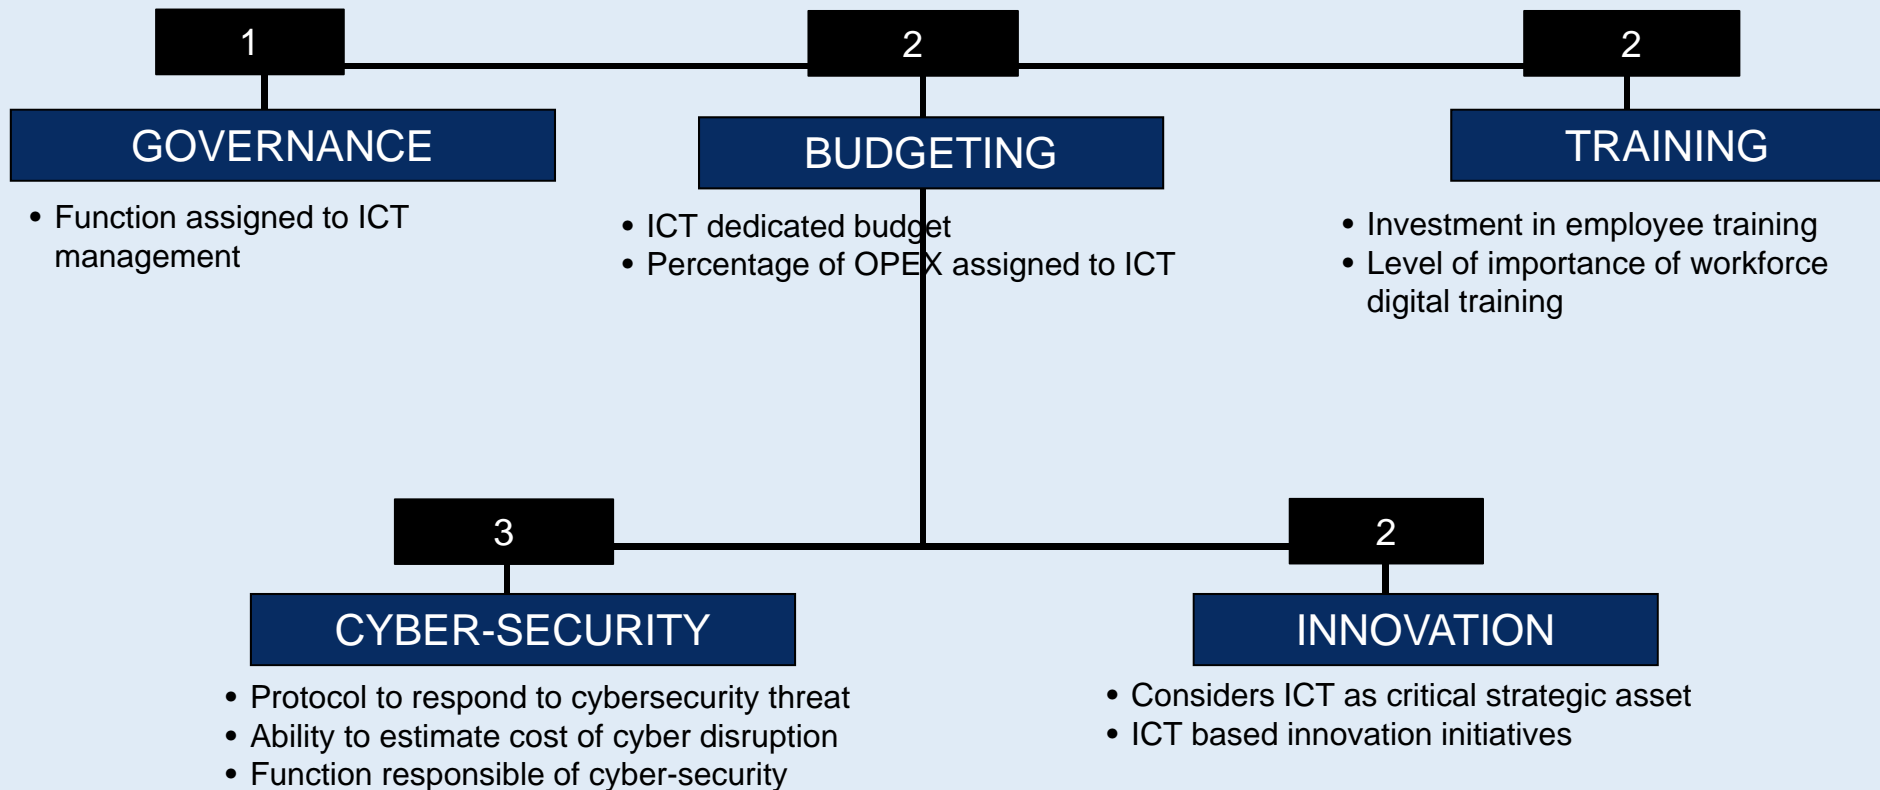 1
GOVERNANCE
• Function assigned to ICT
management
2
BUDGETING
• ICT dedicated budget
• Percentage of OPEX assigned to ICT
2
TRAINING
• Investment in employee training
• Level of importance of workforce
digital training
3
CYBER-SECURITY
• Protocol to respond to cybersecurity threat
• Ability to estimate cost of cyber disruption
• Function responsible of cyber-security
2
INNOVATION
• Considers ICT as critical strategic asset
• ICT based innovation initiatives